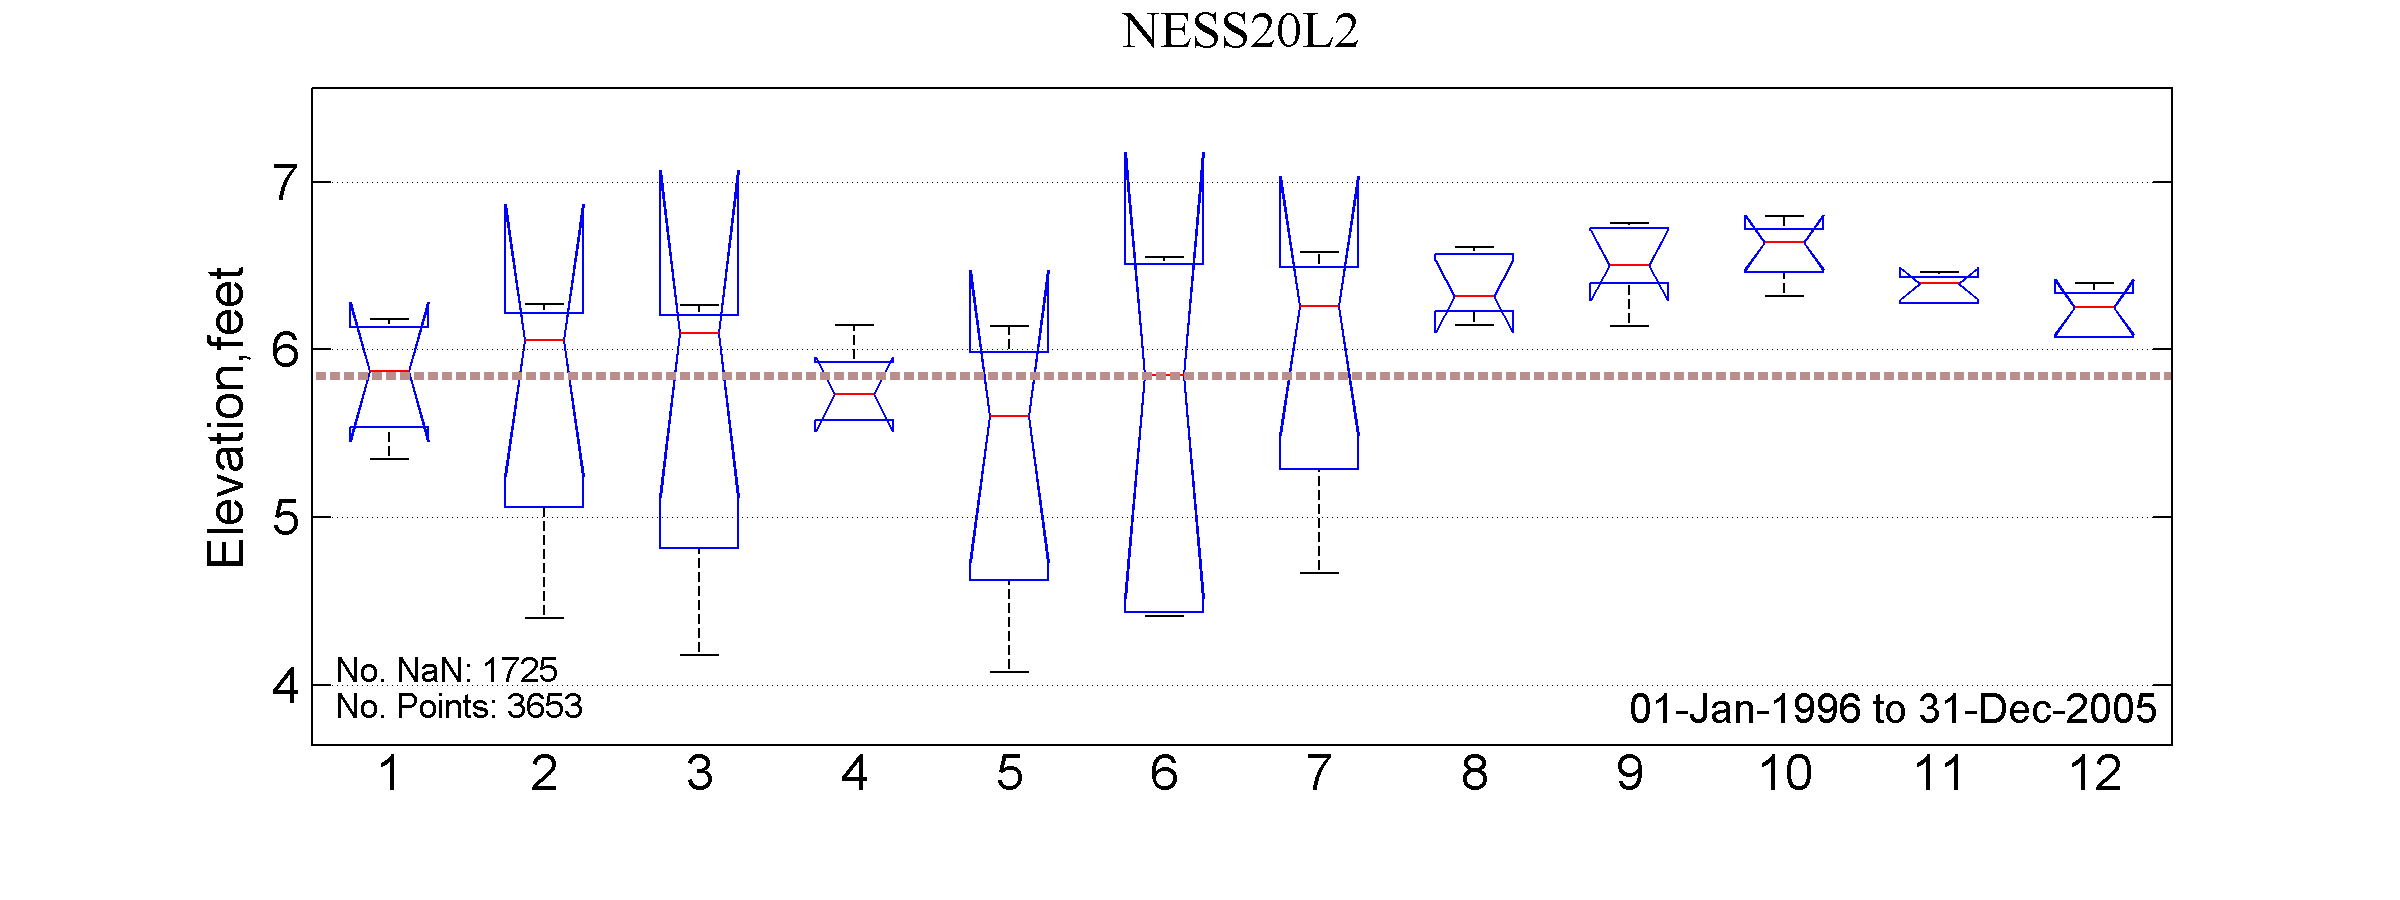 NESS20L2
Elevation,feet
7
6
5
4
No. NaN: 1725
No. Points: 3653
01-Jan-1996 to 31-Dec-2005
1 2 3 4 5 6 7 8 9 10 11 12